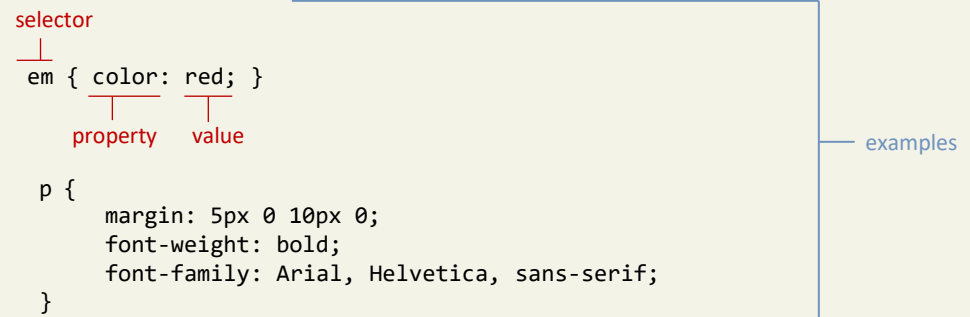 selector
em { color: red; }
property value
examples
p {
margin: 5px 0 10px 0;
font-weight: bold;
font-family: Arial, Helvetica, sans-serif;
}